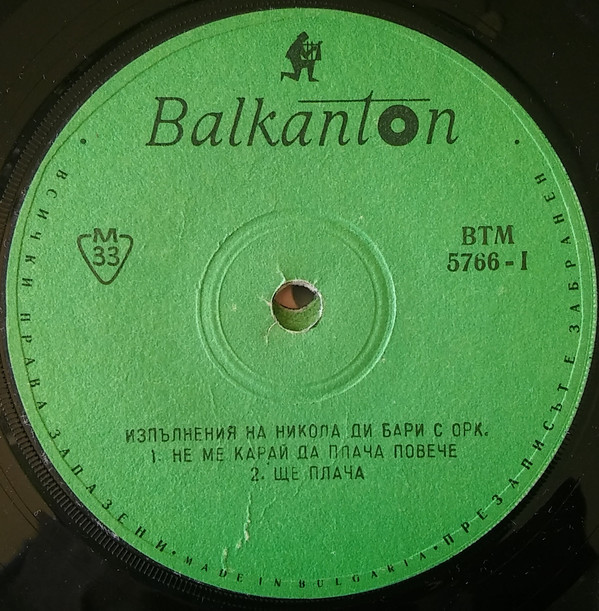 Balkanton
M
33
ВТМ
5766-I
ИЗПЪЛНЕНИЯ НА НИКОЛА ДИ БАРИ С ОРК.
1. НЕ МЕ КАРАЙ ДА ПЛАЧА ПОВЕЧЕ
2. ЩЕ ПЛАЧА
• ВСИЧКИ ПРАВА ЗАПАЗЕНИ • MADE IN BULGARIA • ПРЕЗАПИСЪТ Е ЗАБРАНЕН •